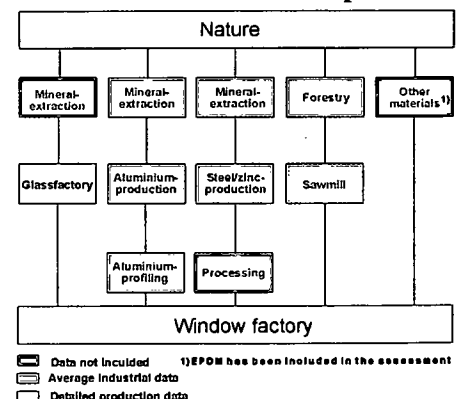 Nature
Mineral-
extraction
Mineral-
extraction
Mineral-
extraction
Forestry
Other
materials1)
Glassfactory
Aluminium-
production
Steel/zinc-
production
Sawmill
Aluminium-
profiling
Processing
Window factory
Data not included 1)EPDM has been included in the assessment
Average industrial data
Detailed production data